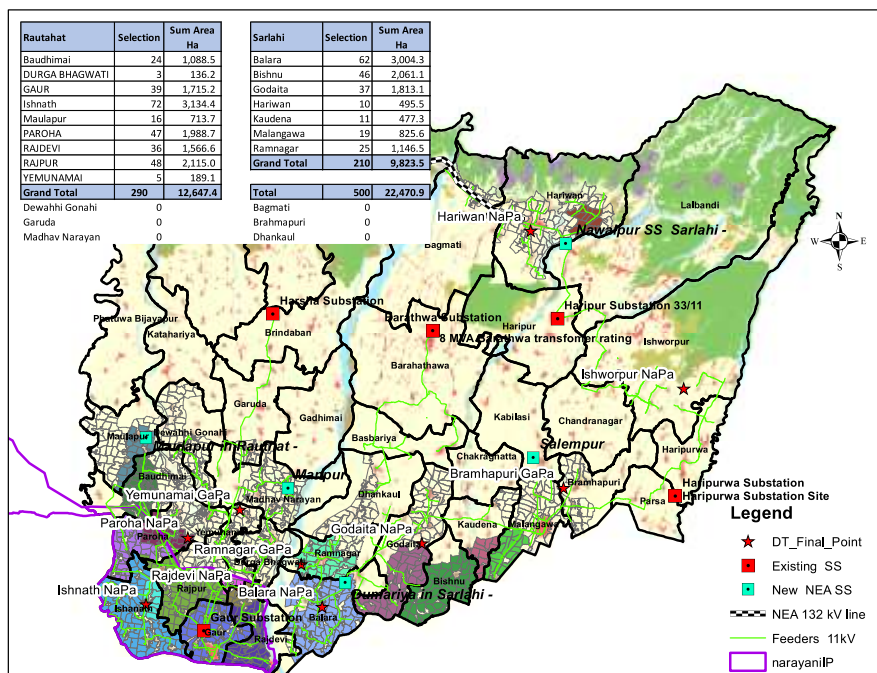 Rautahat Selection Sum Area Ha
Baudhimai 24 1,088.5
DURGA BHAGWATI 3 136.2
GAUR 39 1,715.2
Ishnath 72 3,134.4
Maulapur 16 713.7
PAROHA 47 1,988.7
RAJDEVI 36 1,566.6
RAJPUR 48 2,115.0
YEMUNAMAI 5 189.1
Grand Total 290 12,647.4
Dewahhi Gonahi 0
Garuda 0
Madhav Narayan 0
Sarlahi Selection Sum Area Ha
Balara 62 3,004.3
Bishnu 46 2,061.1
Godaita 37 1,813.1
Hariwan 10 495.5
Kaudena 11 477.3
Malangawa 19 825.6
Ramnagar 25 1,146.5
Grand Total 210 9,823.5
Total 500 22,470.9
Bagmati 0
Brahmapuri 0
Dhankaul 0
Hariwan
Lalbandi
Hariwan NaPa
Nawalpur SS Sarlahi -
Bagmati
N
W E
S
Harsha Substation
Phatuwa Bijayapur
Katahariya
Brindaban
Barathwa Substation
8 MVA Barathwa transfomer rating
Haripur Substation 33/11
Haripur
Ishworpur
Barahathawa
Ishworpur NaPa
Garuda
Gadhimai
Kabilasi
Chandranagar
Maulapur
Dewahhi Gonahi
Maulapur in Rauthat -
Basbariya
Chakraghatta
Salempur
Haripurwa
Baudhimai
Manpur
Bramhapuri GaPa
Bramhapuri
Yemunamai GaPa
Madhav Narayan
Dhankaul
Parsa
Haripurwa Substation
Haripurwa Substation Site
Paroha NaPa
Paroha
Yemunamai
Godaita NaPa
Godaita
Kaudena
Malangawa
Ramnagar GaPa
Ramnagar
Durga Bhagwati
Rajdevi NaPa
Ishnath NaPa
Ishanath
Rajpur
Balara NaPa
Bishnu
Dumariya in Sarlahi -
Gaur Substation
Gaur
Rajdevi
Balara
Legend
DT_Final_Point
Existing SS
New NEA SS
NEA 132 kV line
Feeders 11kV
narayaniIP